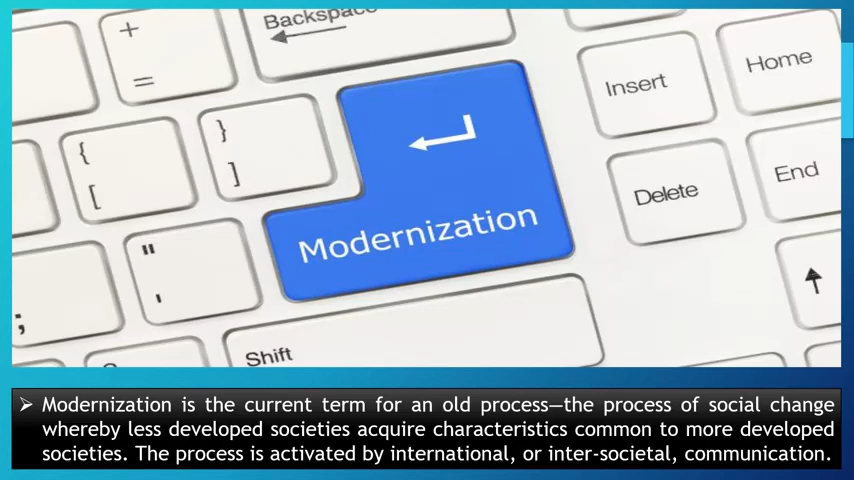 +
=
Backspace
Insert
Home
{
[
}
]
Delete
End
Modernization
"
'
;
Shift
➢ Modernization is the current term for an old process—the process of social change
whereby less developed societies acquire characteristics common to more developed
societies. The process is activated by international, or inter-societal, communication.